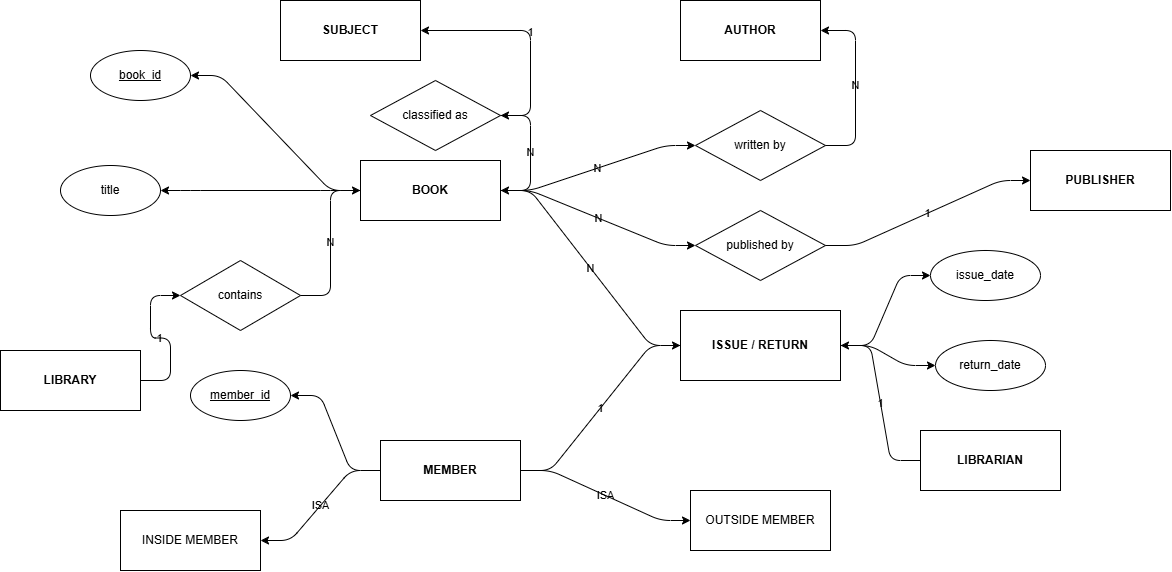 SUBJECT
1
AUTHOR
book_id
N
classified as
written by
N
N
PUBLISHER
title
BOOK
1
N
published by
N
issue_date
N
contains
1
ISSUE / RETURN
return_date
LIBRARY
member_id
1
1
LIBRARIAN
MEMBER
ISA
ISA
OUTSIDE MEMBER
INSIDE MEMBER